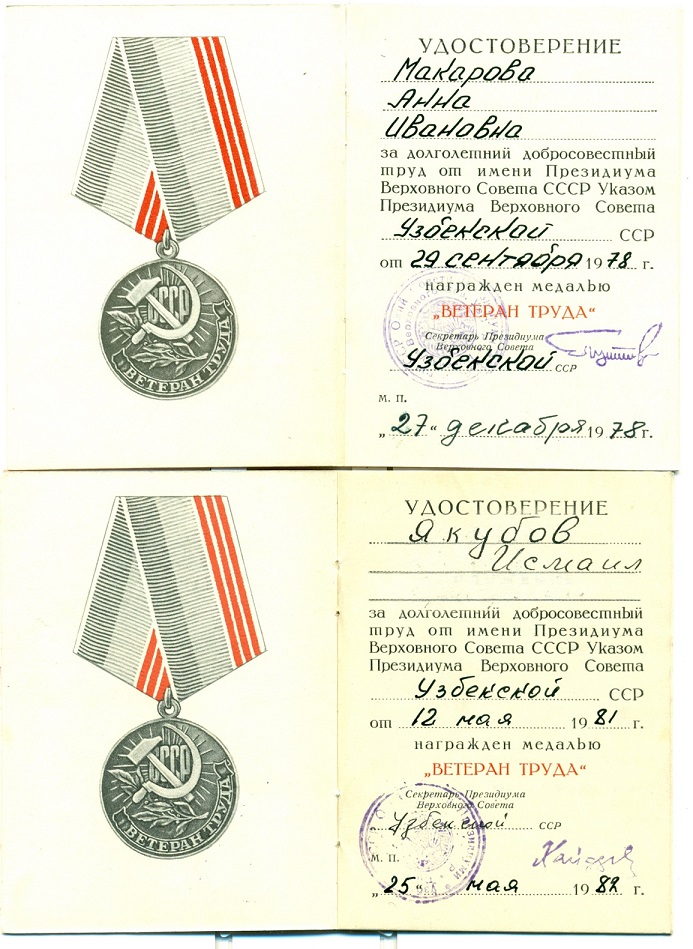 СССР
ВЕТЕРАН ТРУДА
УДОСТОВЕРЕНИЕ
Макарова
Анна
Ивановна
за долголетний добросовестный
труд от имени Президиума
Верховного Совета СССР Указом
Президиума Верховного Совета
Узбекской ССР
от 29 сентября 1978 г.
награжден медалью
„ВЕТЕРАН ТРУДА“
Секретарь Президиума
Верховного Совета
Узбекской ССР
М. П.
„27“ декабря 1978 г.
СССР
ВЕТЕРАН ТРУДА
УДОСТОВЕРЕНИЕ
Якубов
Исмаил
за долголетний добросовестный
труд от имени Президиума
Верховного Совета СССР Указом
Президиума Верховного Совета
Узбекской ССР
от 12 мая 1981 г.
награжден медалью
„ВЕТЕРАН ТРУДА“
Секретарь Президиума
Верховного Совета
Узбекской ССР
М. П.
„25“ мая 1982 г.